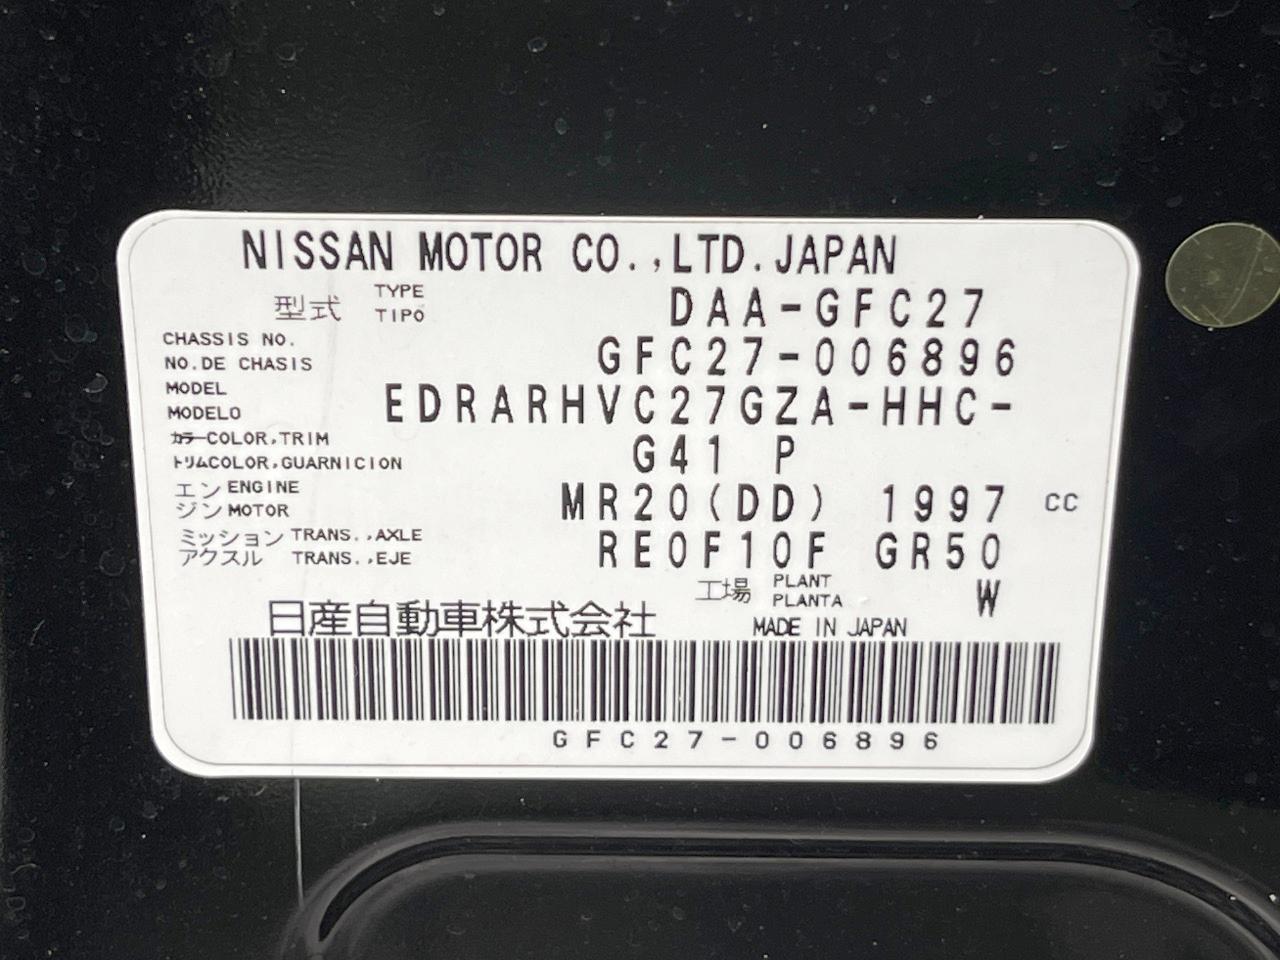 NISSAN MOTOR CO.,LTD.JAPAN
型式 TYPE TIPO DAA-GFC27
CHASSIS NO.
NO.DE CHASIS GFC27-006896
MODEL
MODELO EDRARHVC27GZA-HHC-
カラーCOLOR,TRIM
トリムCOLOR,GUARNICION G41 P
エンジン ENGINE MOTOR MR20(DD) 1997 CC
ミッション TRANS.,AXLE
アクスル TRANS.,EJE RE0F10F GR50
工場 PLANT PLANTA W
日産自動車株式会社 MADE IN JAPAN
GFC27-006896